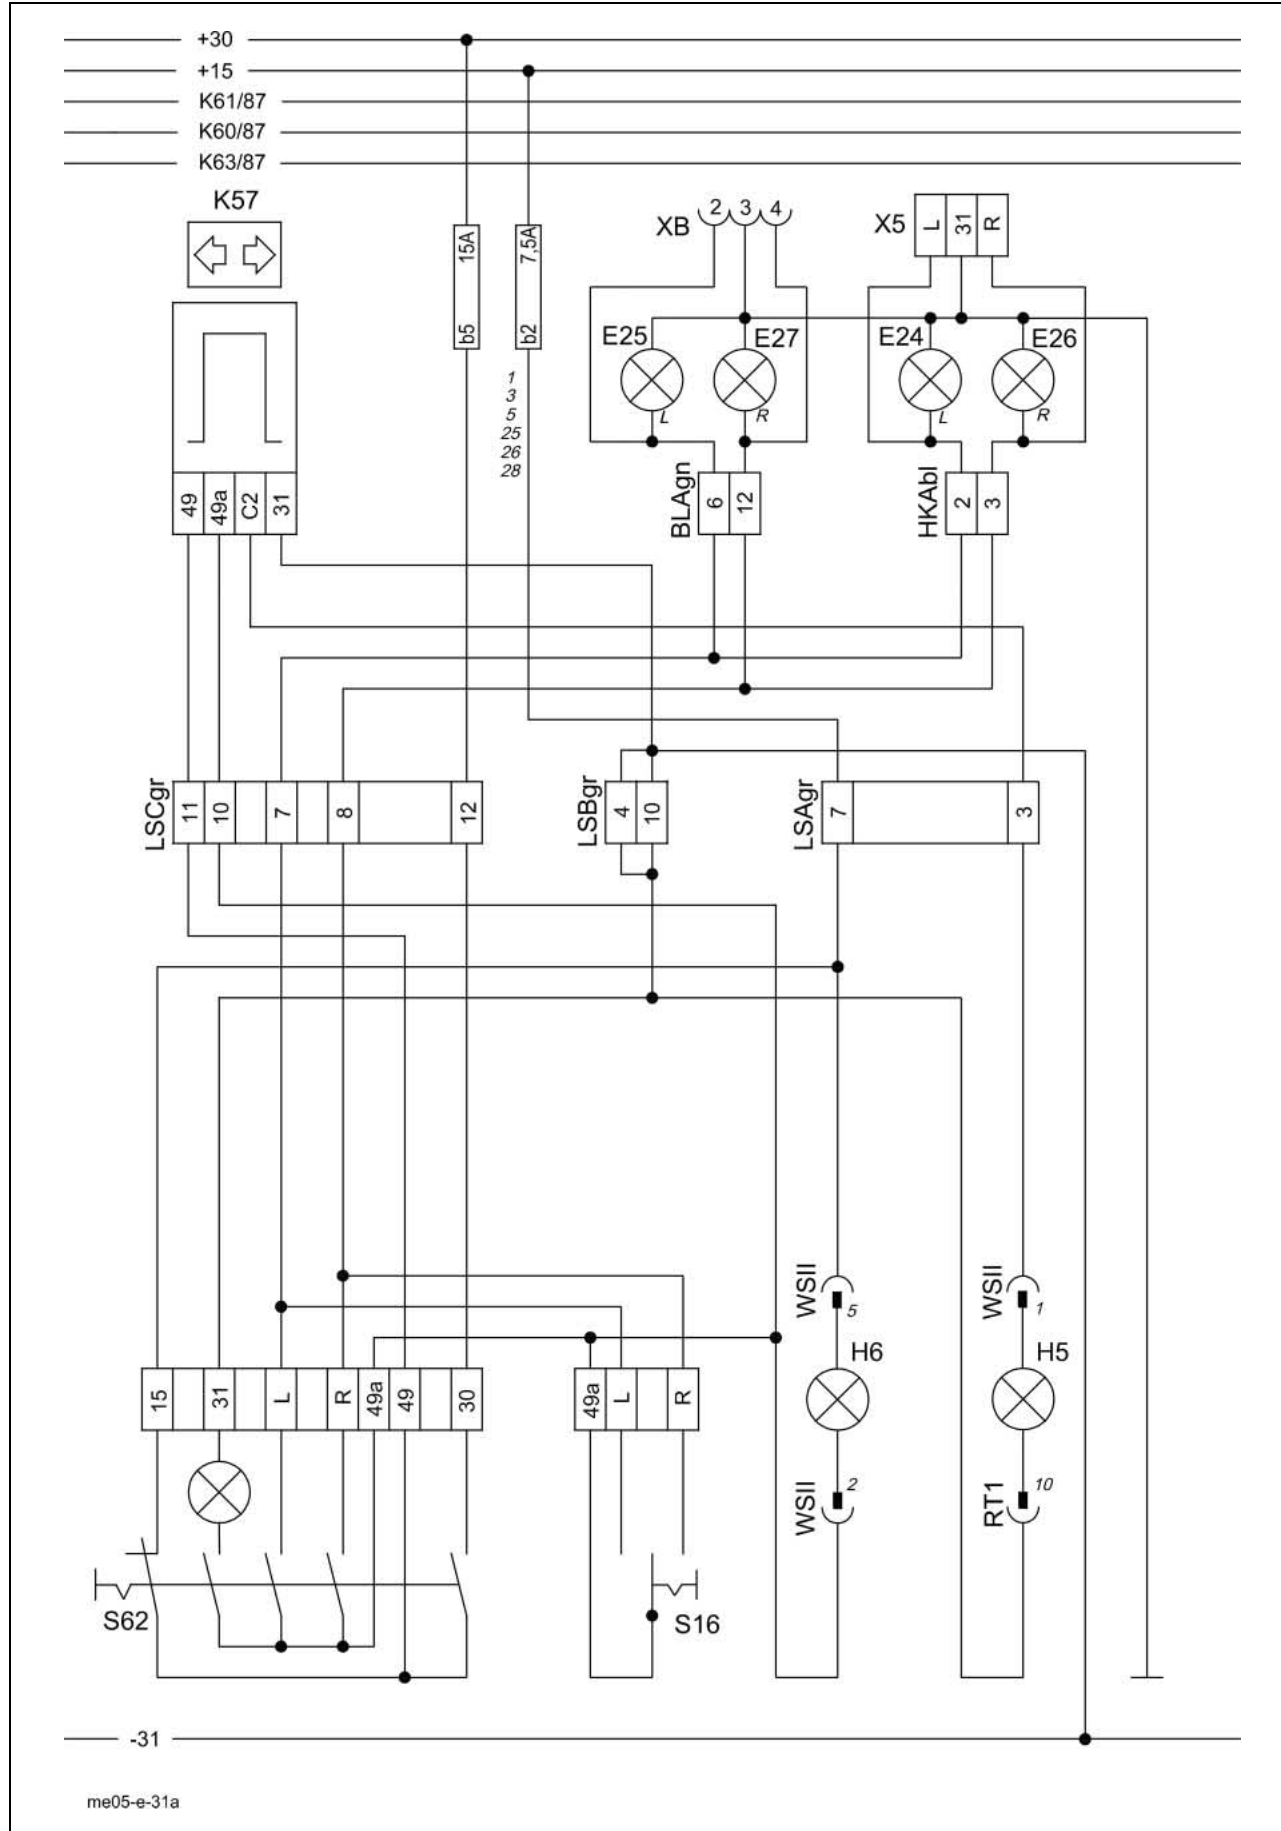 +30
+15
K61/87
K60/87
K63/87
K57
XB 2 3 4
X5 L 31 R
15A b5
7,5A b2
E25 L
E27 R
E24 L
E26 R
1
3
5
25
26
28
49 49a C2 31
BLAgn 6 12
HKAbl 2 3
LSCgr 11 10 7 8 12
LSBgr 4 10
LSAgr 7 3
WSII 5
WSII 1
H6
H5
15 31 L R 49a 49 30
49a L R
WSII 2
RT1 10
S62
S16
-31
me05-e-31a